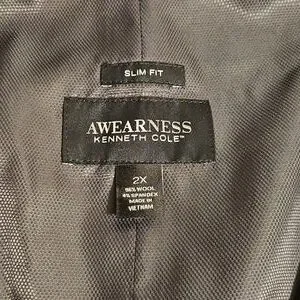 SLIM FIT
AWEARNESS
KENNETH COLE™
2X
96% WOOL
4% SPANDEX
MADE IN
VIETNAM